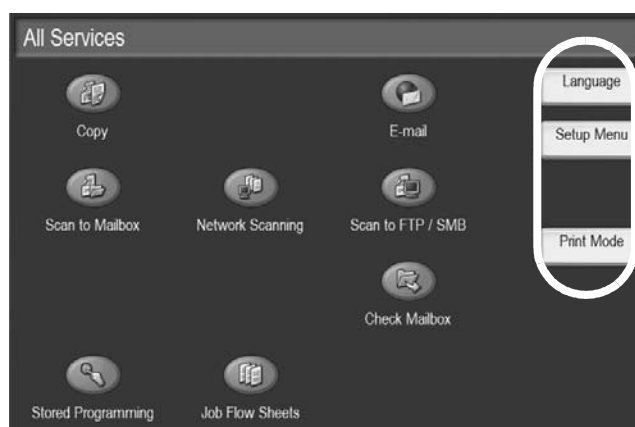 All Services
Language
Copy
E-mail
Setup Menu
Scan to Mailbox
Network Scanning
Scan to FTP / SMB
Print Mode
Check Mailbox
Stored Programming
Job Flow Sheets